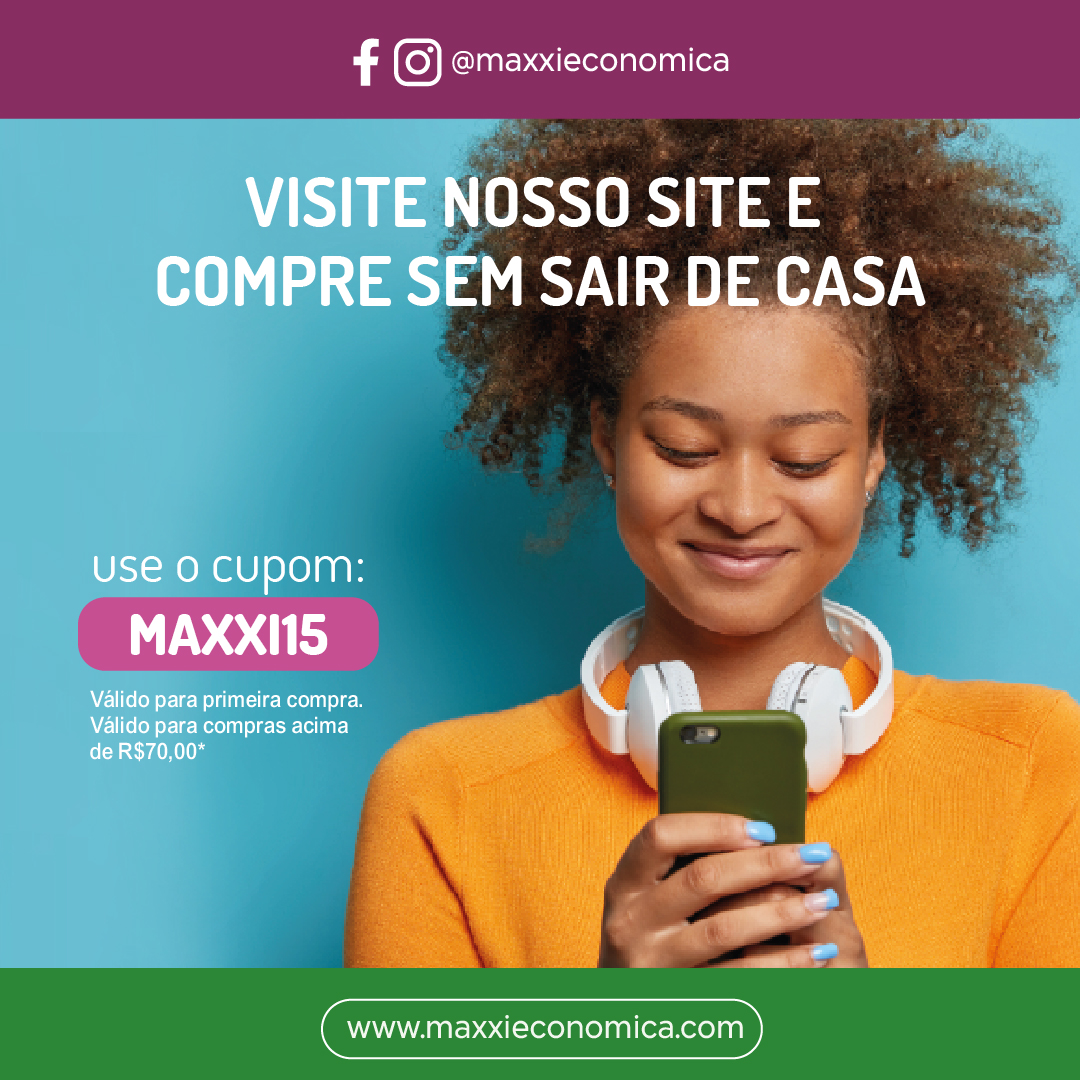 @maxxieconomica
VISITE NOSSO SITE E
COMPRE SEM SAIR DE CASA
use o cupom:
MAXXI15
Válido para primeira compra.
Válido para compras acima
de R$70,00*
www.maxxieconomica.com